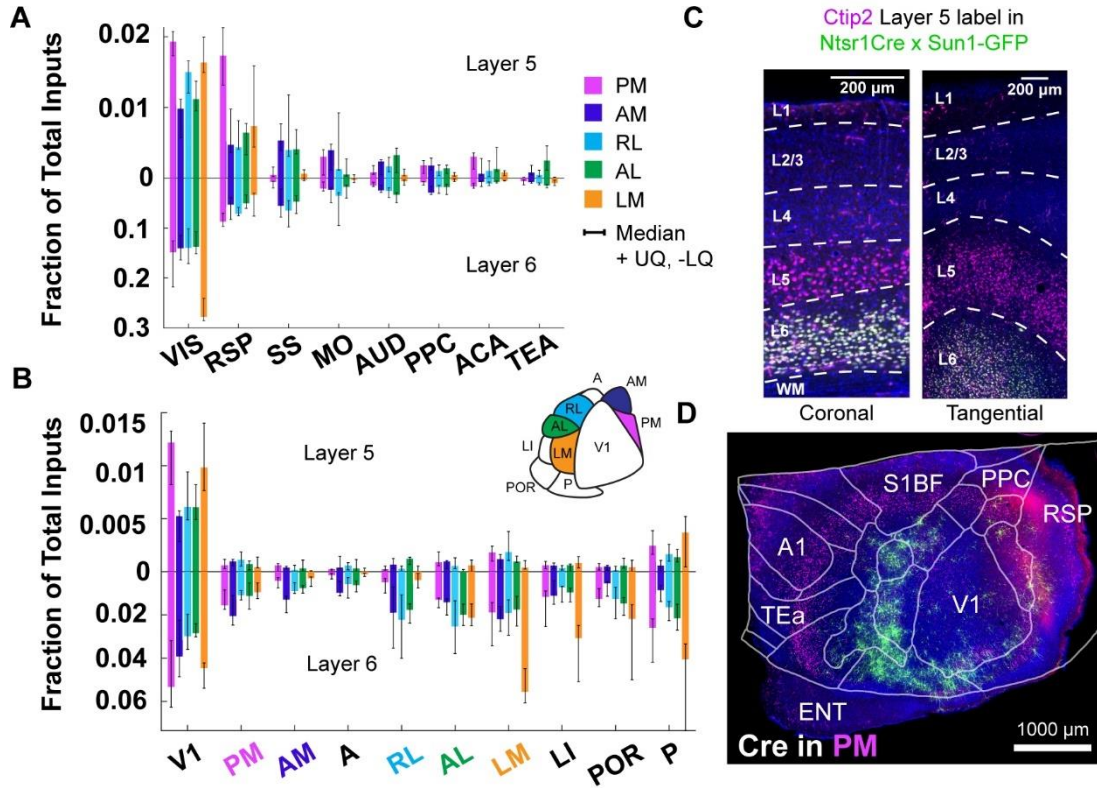 A
Fraction of Total Inputs
0.02
0.01
0
0.1
0.2
0.3
Layer 5
Layer 6
VIS RSP SS MO AUD PPC ACA TEA
PM
AM
RL
AL
LM
Median
+ UQ, -LQ
B
Fraction of Total Inputs
0.015
0.01
0.005
0
0.02
0.04
0.06
Layer 5
Layer 6
V1 PM AM A RL AL LM LI POR P
A
AM
RL
AL
PM
LI
LM
V1
POR
P
C
Ctip2 Layer 5 label in
Ntsr1Cre x Sun1-GFP
200 µm
L1
L2/3
L4
L5
L6
WM
Coronal
200 µm
L1
L2/3
L4
L5
L6
Tangential
D
S1BF
PPC
RSP
A1
V1
TEa
ENT
Cre in PM
1000 µm